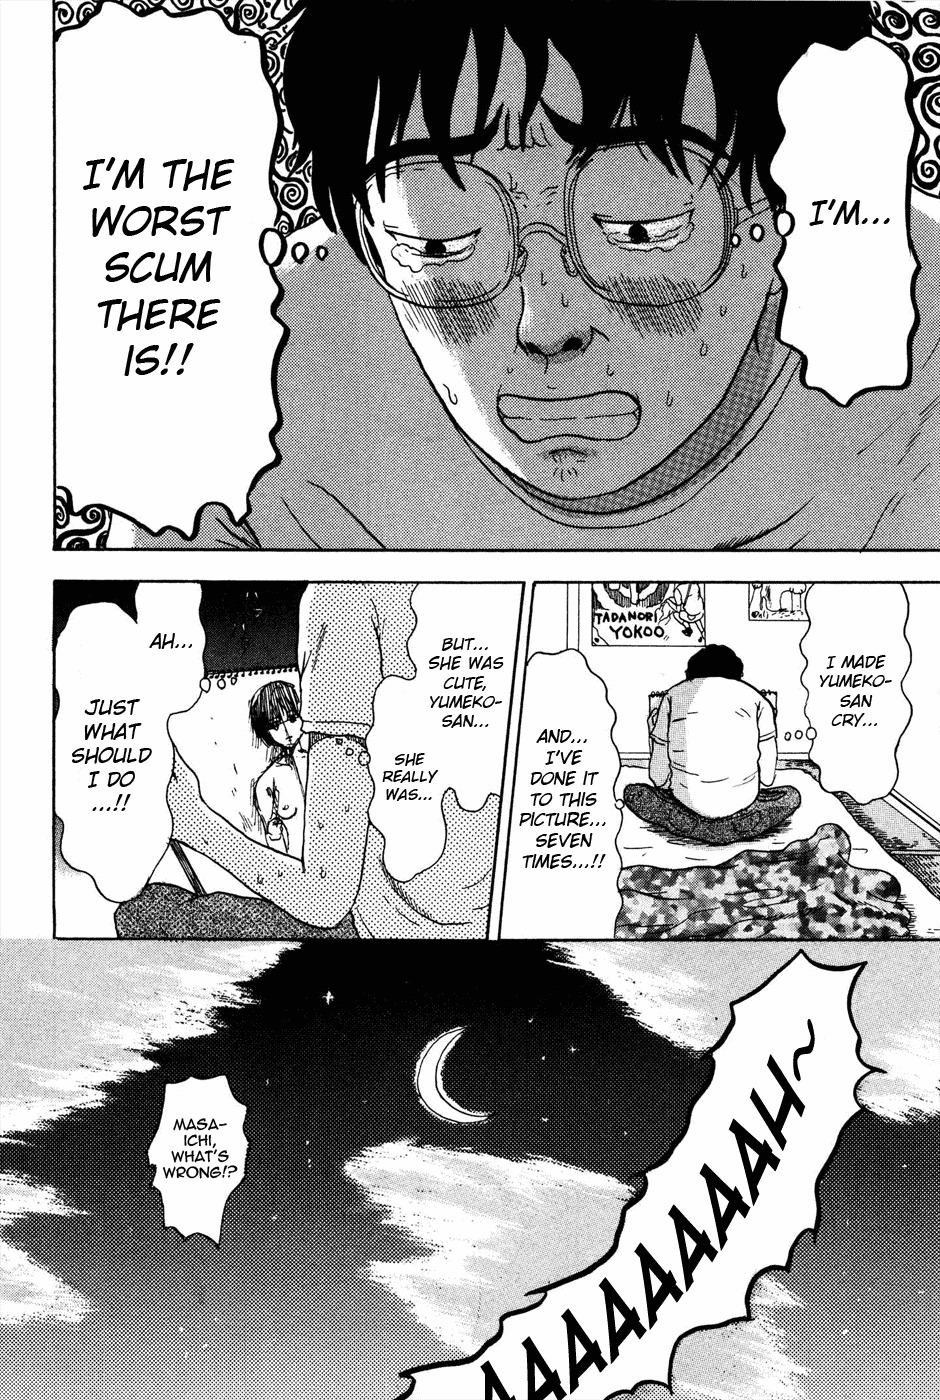 I'M...
I'M THE
WORST
SCUM
THERE
IS!!
TADANORI
YOKOO
I MADE
YUMEKO-
SAN
CRY...
AND...
I'VE
DONE IT
TO THIS
PICTURE...
SEVEN
TIMES...!!
BUT...
SHE WAS
CUTE,
YUMEKO-
SAN...
SHE
REALLY
WAS...
AH...
JUST
WHAT
SHOULD
I DO
...!!
AAAAAAAAAAH~
MASA-
ICHI,
WHAT'S
WRONG!?